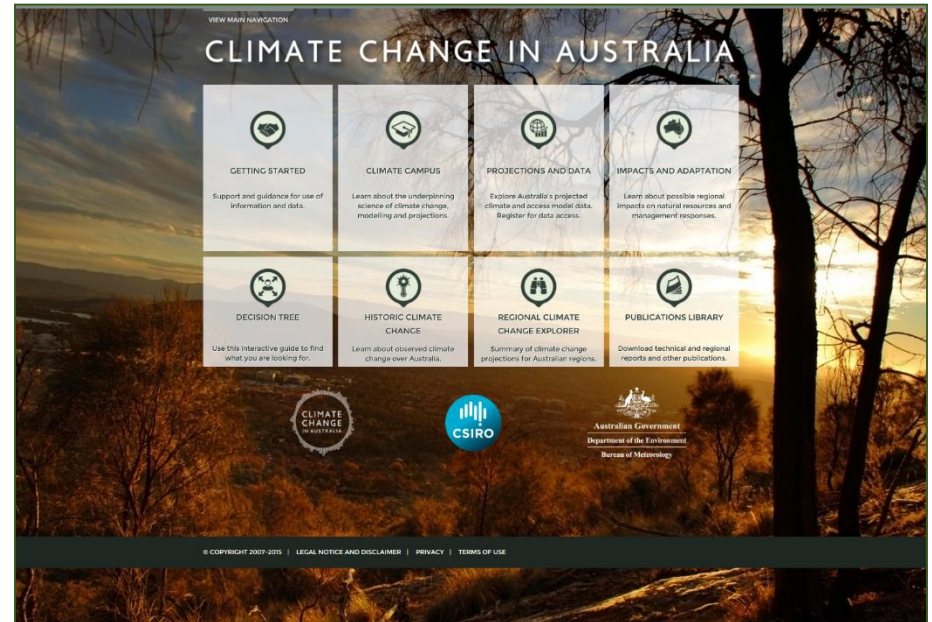 VIEW MAIN NAVIGATION
CLIMATE CHANGE IN AUSTRALIA
GETTING STARTED
Support and guidance for use of
information and data.
CLIMATE CAMPUS
Learn about the underpinning
science of climate change,
modelling and projections.
PROJECTIONS AND DATA
Explore Australia's projected
climate and access model data.
Register for data access.
IMPACTS AND ADAPTATION
Learn about possible regional
impacts on natural resources and
management responses.
DECISION TREE
Use this interactive guide to find
what you are looking for.
HISTORIC CLIMATE
CHANGE
Learn about observed climate
change over Australia.
REGIONAL CLIMATE
CHANGE EXPLORER
Summary of climate change
projections for Australian regions.
PUBLICATIONS LIBRARY
Download technical and regional
reports and other publications.
CLIMATE
CHANGE
IN AUSTRALIA
CSIRO
Australian Government
Department of the Environment
Bureau of Meteorology
© COPYRIGHT 2007-2015 | LEGAL NOTICE AND DISCLAIMER | PRIVACY | TERMS OF USE